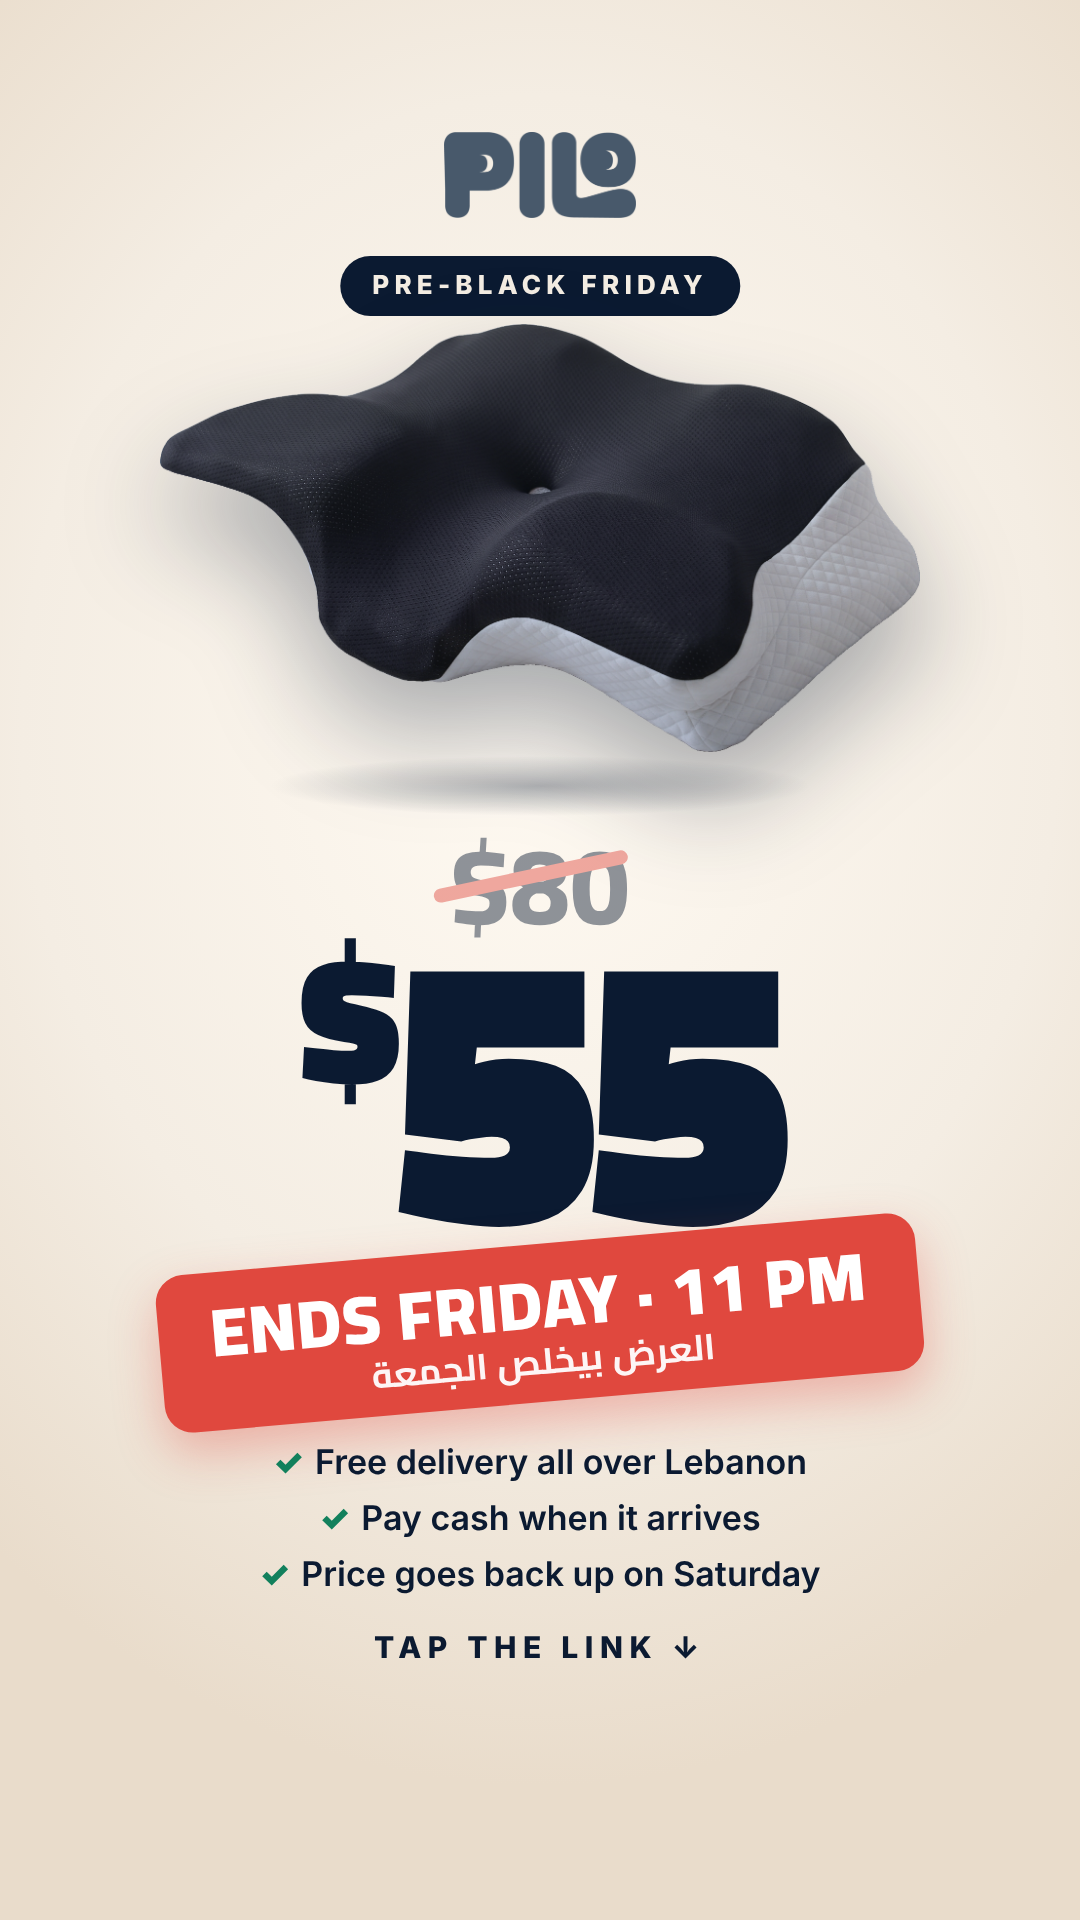 PILO
PRE-BLACK FRIDAY
$80
$55
ENDS FRIDAY · 11 PM
العرض بيخلص الجمعة
✓ Free delivery all over Lebanon
✓ Pay cash when it arrives
✓ Price goes back up on Saturday
TAP THE LINK ↓